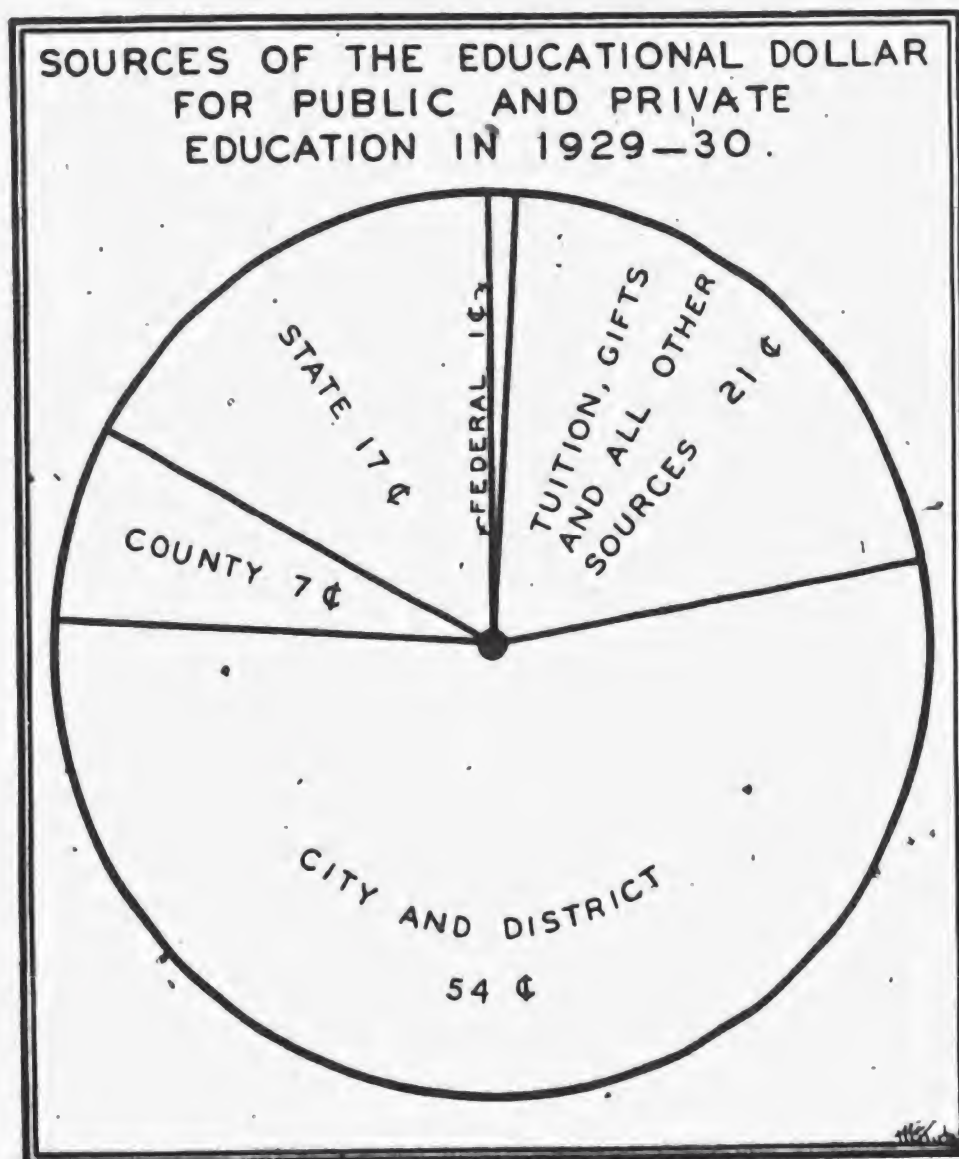 SOURCES OF THE EDUCATIONAL DOLLAR
FOR PUBLIC AND PRIVATE
EDUCATION IN 1929—30.
STATE 17 ¢
FEDERAL 1¢
TUITION, GIFTS
AND ALL OTHER
SOURCES 21 ¢
COUNTY 7 ¢
CITY AND DISTRICT
54 ¢